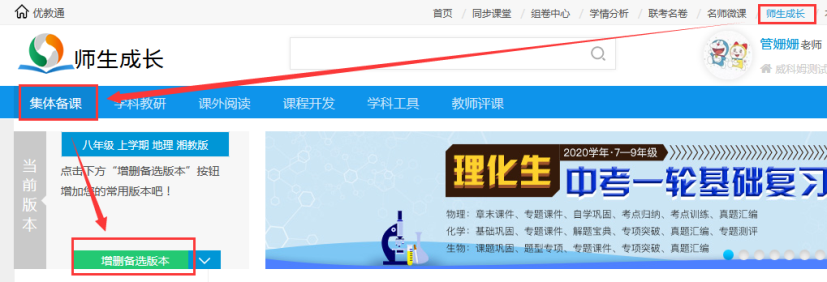 优教通
首页 / 同步课堂 / 组卷中心 / 学情分析 / 联考名卷 / 名师微课 / 师生成长 /
师生成长
管姗姗老师
威科姆测试
集体备课 学科教研 课外阅读 课程开发 学科工具 教师评课
当前版本
八年级 上学期 地理 湘教版
点击下方“增删备选版本”按钮
增加您的常用版本吧！
增删备选版本
理化生
2020学年·7—9年级
中考一轮基础复习
物理：章末课件、专题课件、自学巩固、考点归纳、考点训练、真题汇编
化学：基础巩固、专题课件、解题宝典、专项突破、真题汇编、专题测评
生物：课题巩固、题型专项、专题课件、专项突破、真题汇编